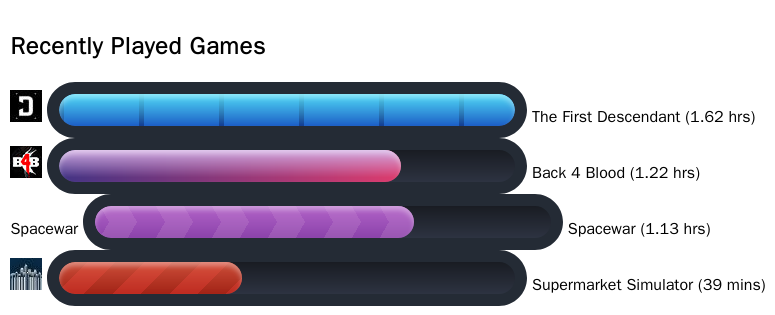 Recently Played Games
The First Descendant (1.62 hrs)
B4B
Back 4 Blood (1.22 hrs)
Spacewar
Spacewar (1.13 hrs)
Supermarket Simulator (39 mins)